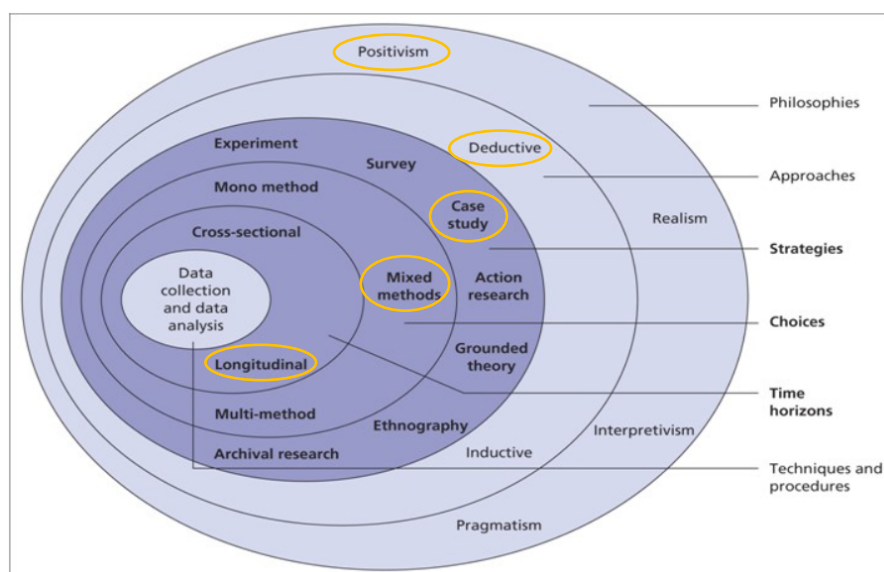 Positivism
Philosophies
Experiment
Deductive
Survey
Approaches
Mono method
Case
study
Realism
Cross-sectional
Strategies
Data
collection
and data
analysis
Mixed
methods
Action
research
Choices
Longitudinal
Grounded
theory
Time
horizons
Multi-method
Ethnography
Interpretivism
Archival research
Inductive
Techniques and
procedures
Pragmatism